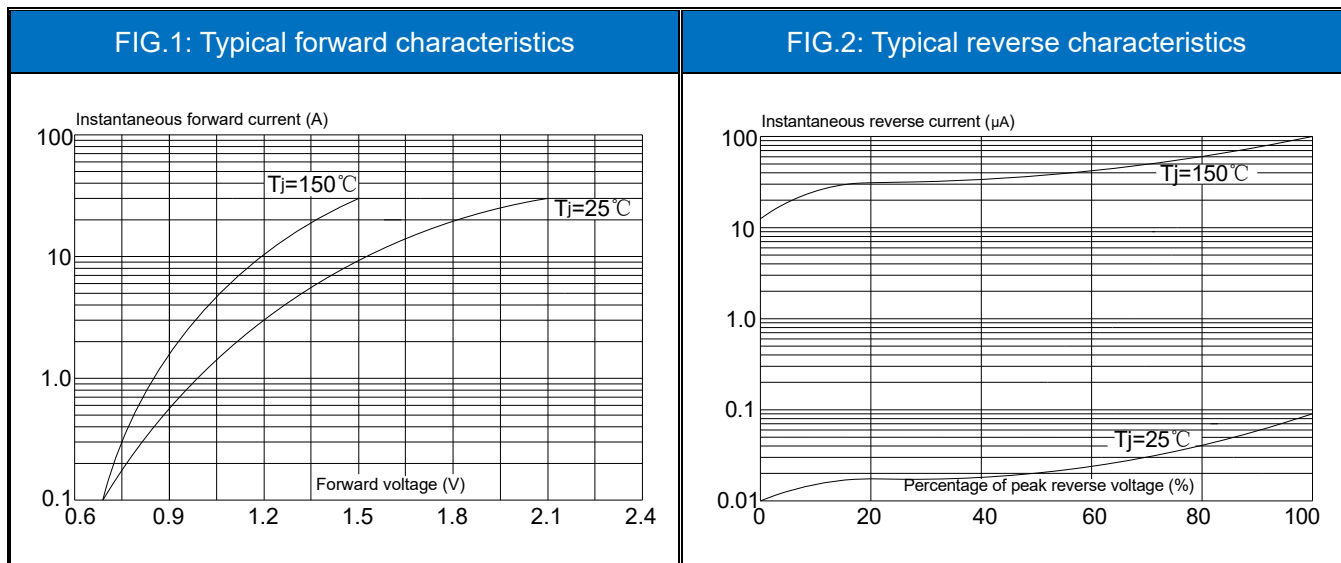 FIG.1: Typical forward characteristics
Instantaneous forward current (A)
100
10
1.0
0.1
Tj=150℃
Tj=25℃
Forward voltage (V)
0.6 0.9 1.2 1.5 1.8 2.1 2.4
FIG.2: Typical reverse characteristics
Instantaneous reverse current (μA)
100
10
1.0
0.1
0.01
Tj=150℃
Tj=25℃
Percentage of peak reverse voltage (%)
0 20 40 60 80 100